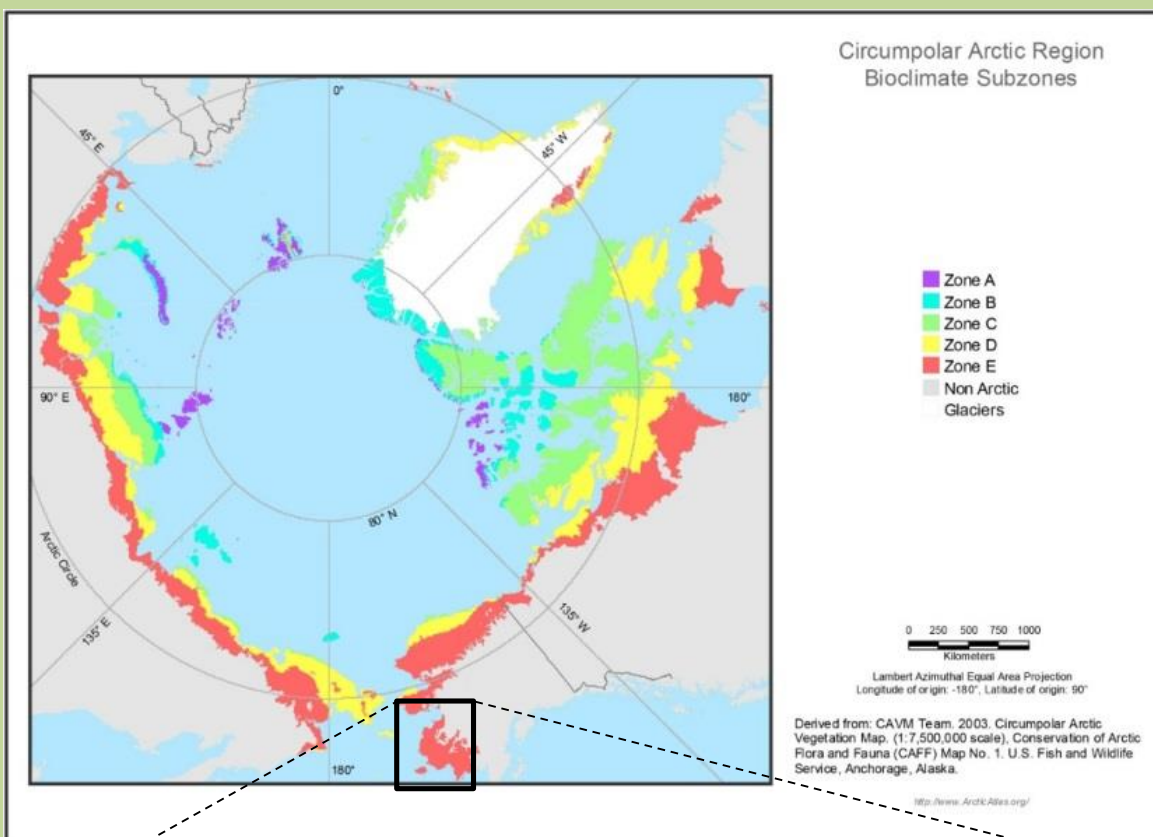 Circumpolar Arctic Region
Bioclimate Subzones
0°
45° E
45° W
Zone A
Zone B
Zone C
Zone D
Zone E
Non Arctic
Glaciers
90° E
180°
80° N
Arctic Circle
135° E
135° W
180°
0 250 500 750 1000
Kilometers
Lambert Azimuthal Equal Area Projection
Longitude of origin: -180°, Latitude of origin: 90°
Derived from: CAVM Team. 2003. Circumpolar Arctic
Vegetation Map. (1:7,500,000 scale), Conservation of Arctic
Flora and Fauna (CAFF) Map No. 1. U.S. Fish and Wildlife
Service, Anchorage, Alaska.
http://www.ArcticAtlas.org/